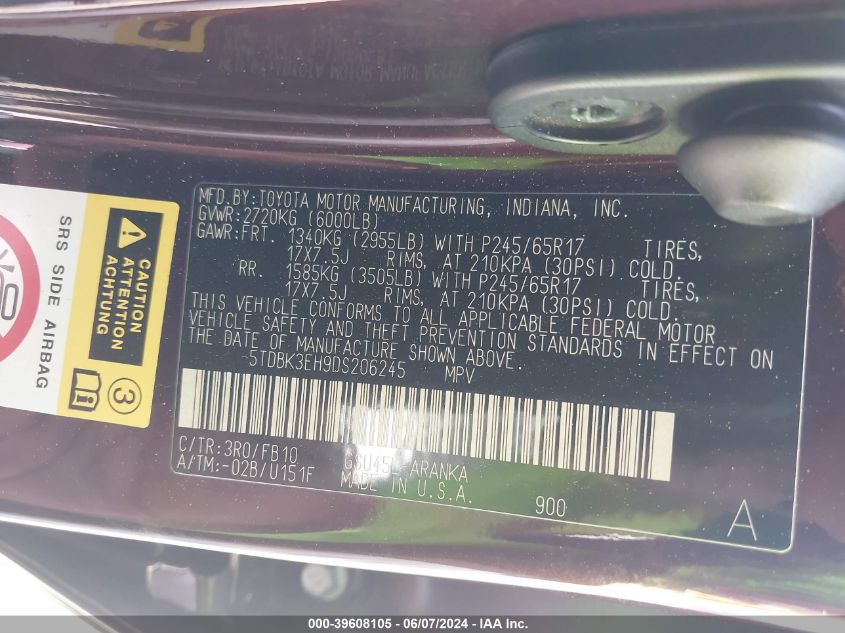 MFD.BY:TOYOTA MOTOR MANUFACTURING, INDIANA, INC.
GVWR:2720KG (6000LB)
GAWR:FRT. 1340KG (2955LB) WITH P245/65R17 TIRES,
17X7.5J RIMS, AT 210KPA (30PSI) COLD.
RR. 1585KG (3505LB) WITH P245/65R17 TIRES,
17X7.5J RIMS, AT 210KPA (30PSI) COLD.
THIS VEHICLE CONFORMS TO ALL APPLICABLE FEDERAL MOTOR
VEHICLE SAFETY AND THEFT PREVENTION STANDARDS IN EFFECT ON
THE DATE OF MANUFACTURE SHOWN ABOVE.
5TDBK3EH9DS206245 MPV
C/TR:3R0/FB10 GSU45L-ARANKA
A/TM:-02B/U151F MADE IN U.S.A.
900
A
SRS SIDE AIRBAG
CAUTION
ATTENTION
ACHTUNG
3
000-39608105 - 06/07/2024 - IAA Inc.